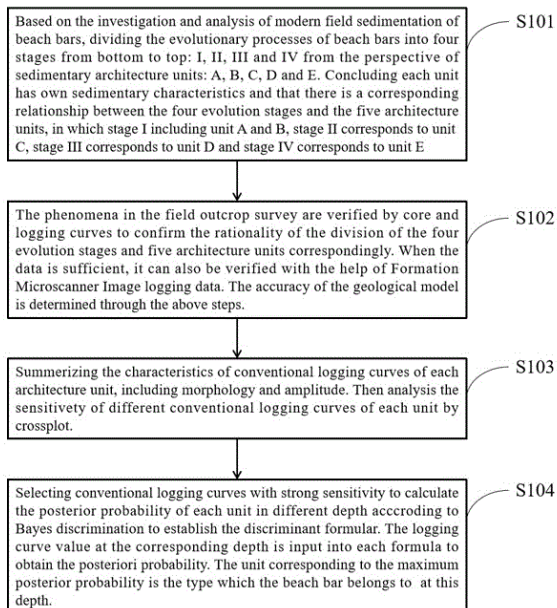 Based on the investigation and analysis of modern field sedimentation of
beach bars, dividing the evolutionary processes of beach bars into four
stages from bottom to top: I, II, III and IV from the perspective of
sedimentary architecture units: A, B, C, D and E. Concluding each unit
has own sedimentary characteristics and that there is a corresponding
relationship between the four evolution stages and the five architecture
units, in which stage I including unit A and B, stage II corresponds to unit
C, stage III corresponds to unit D and stage IV corresponds to unit E
S101
The phenomena in the field outcrop survey are verified by core and
logging curves to confirm the rationality of the division of the four
evolution stages and five architecture units correspondingly. When the
data is sufficient, it can also be verified with the help of Formation
Microscanner Image logging data. The accuracy of the geological model
is determined through the above steps.
S102
Summerizing the characteristics of conventional logging curves of each
architecture unit, including morphology and amplitude. Then analysis the
sensitivety of different conventional logging curves of each unit by
crossplot.
S103
Selecting conventional logging curves with strong sensitivity to calculate
the posterior probability of each unit in different depth acccroding to
Bayes discrimination to establish the discriminant formular. The logging
curve value at the corresponding depth is input into each formula to
obtain the posteriori probability. The unit corresponding to the maximum
posterior probability is the type which the beach bar belongs to at this
depth.
S104